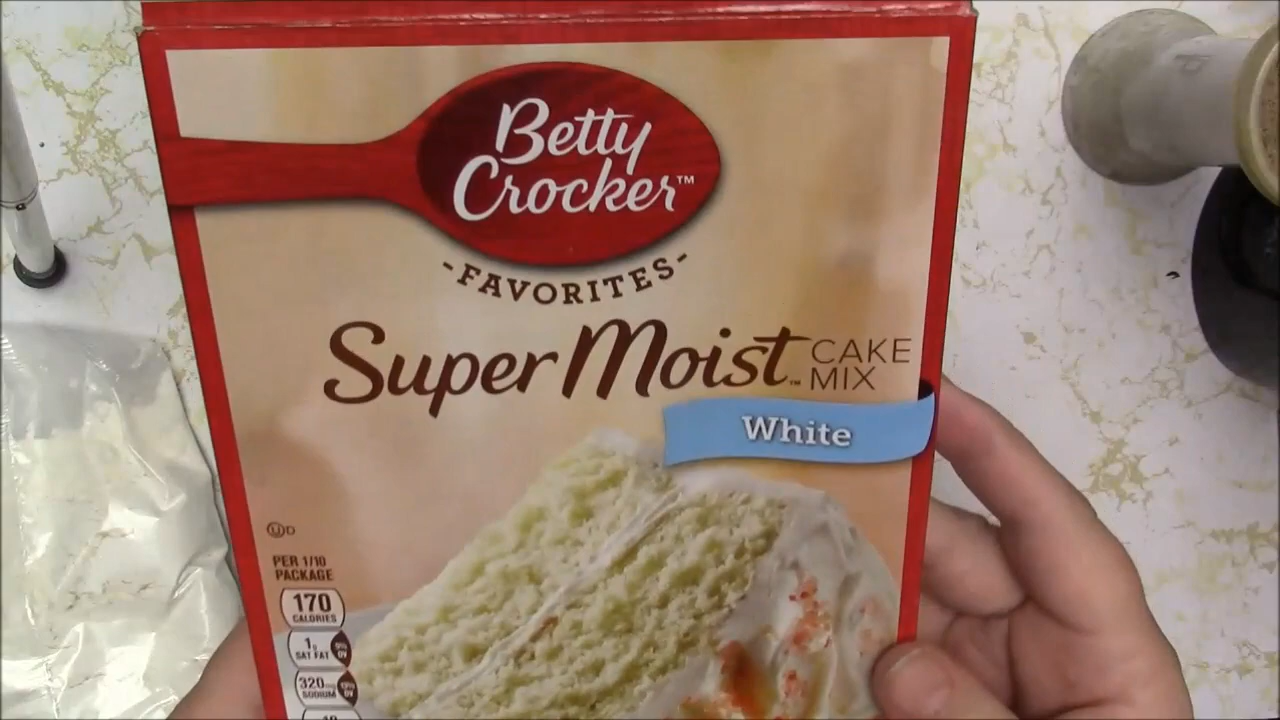 Betty
Crocker™
-FAVORITES-
Super Moist™ CAKE
MIX
White
U D
PER 1/10
PACKAGE
170
CALORIES
1g
SAT FAT
320mg
SODIUM